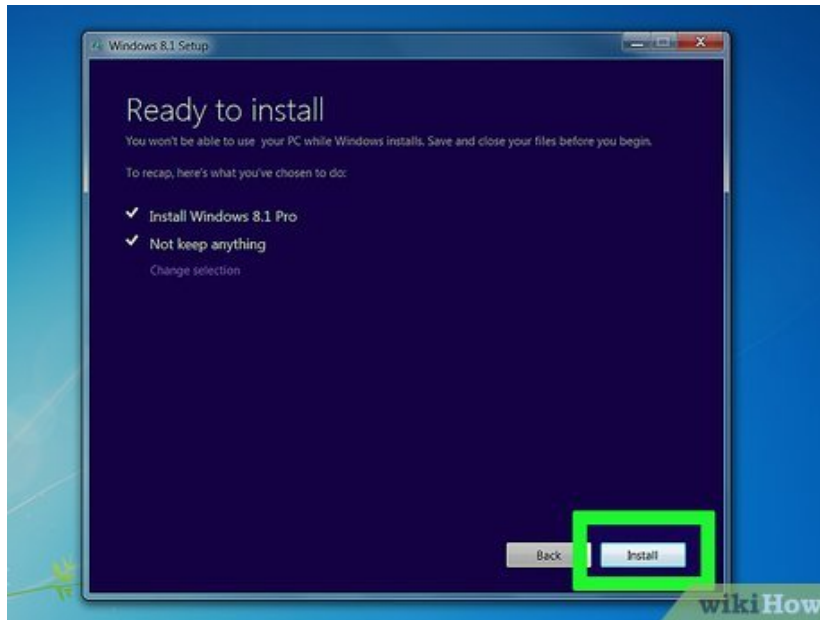 Windows 8.1 Setup
Ready to install
You won't be able to use your PC while Windows installs. Save and close your files before you begin.
To recap, here's what you've chosen to do:
Install Windows 8.1 Pro
Not keep anything
Change selection
Back
Install
wikiHow